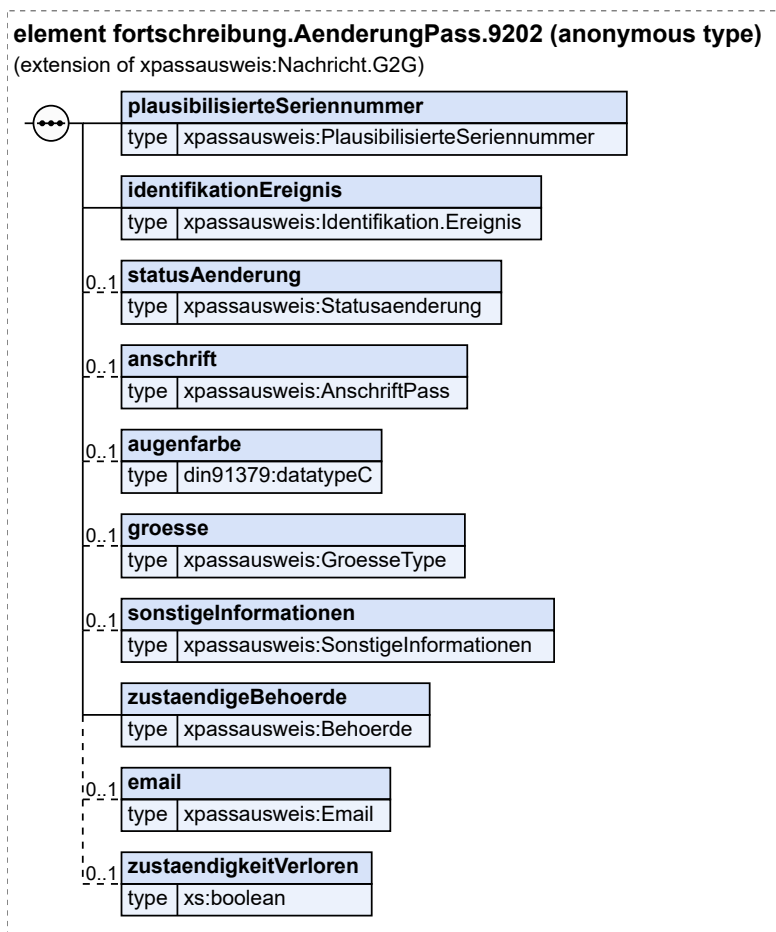 element fortschreibung.AenderungPass.9202 (anonymous type)
(extension of xpassausweis:Nachricht.G2G)
plausibilisierteSeriennummer
type xpassausweis:PlausibilisierteSeriennummer
identifikationEreignis
type xpassausweis:Identifikation.Ereignis
0..1 statusAenderung
type xpassausweis:Statusaenderung
0..1 anschrift
type xpassausweis:AnschriftPass
0..1 augenfarbe
type din91379:datatypeC
0..1 groesse
type xpassausweis:GroesseType
0..1 sonstigeInformationen
type xpassausweis:SonstigeInformationen
zustaendigeBehoerde
type xpassausweis:Behoerde
0..1 email
type xpassausweis:Email
0..1 zustaendigkeitVerloren
type xs:boolean